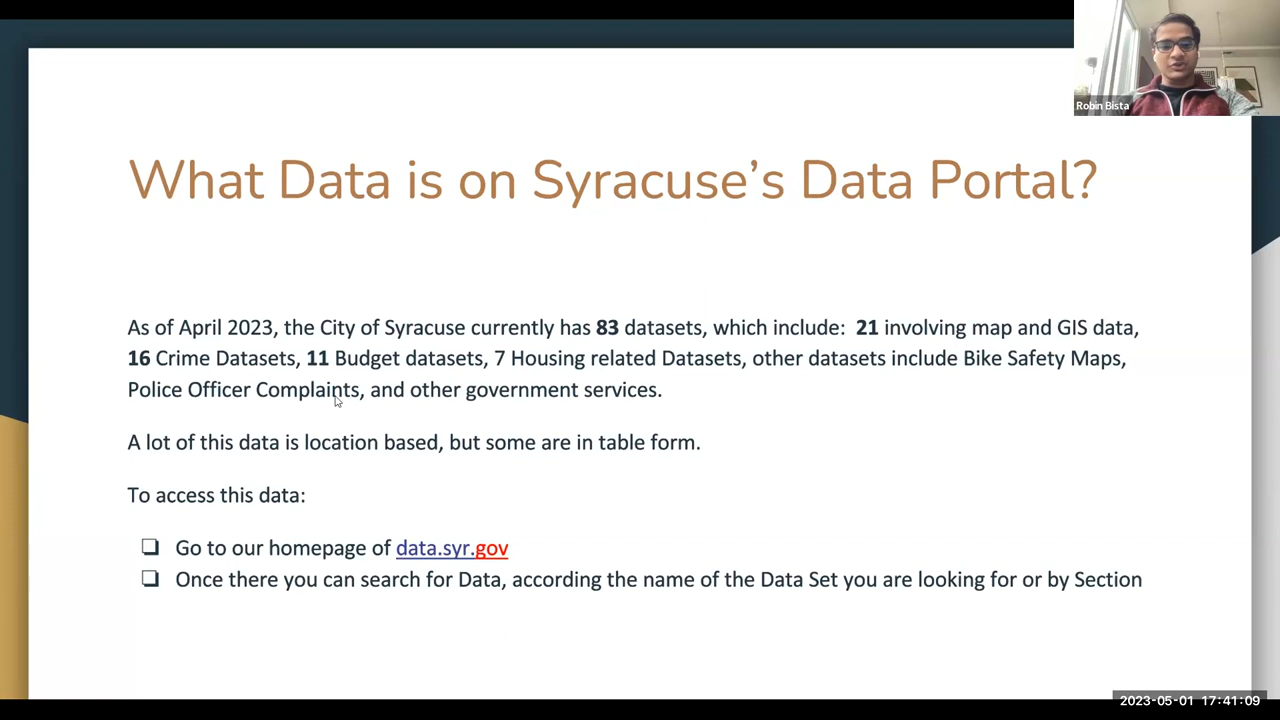 Robin Bista
What Data is on Syracuse’s Data Portal?
As of April 2023, the City of Syracuse currently has 83 datasets, which include:  21 involving map and GIS data,
16 Crime Datasets, 11 Budget datasets, 7 Housing related Datasets, other datasets include Bike Safety Maps,
Police Officer Complaints, and other government services.
A lot of this data is location based, but some are in table form.
To access this data:
❏ Go to our homepage of data.syr.gov
❏ Once there you can search for Data, according the name of the Data Set you are looking for or by Section
2023-05-01 17:41:09